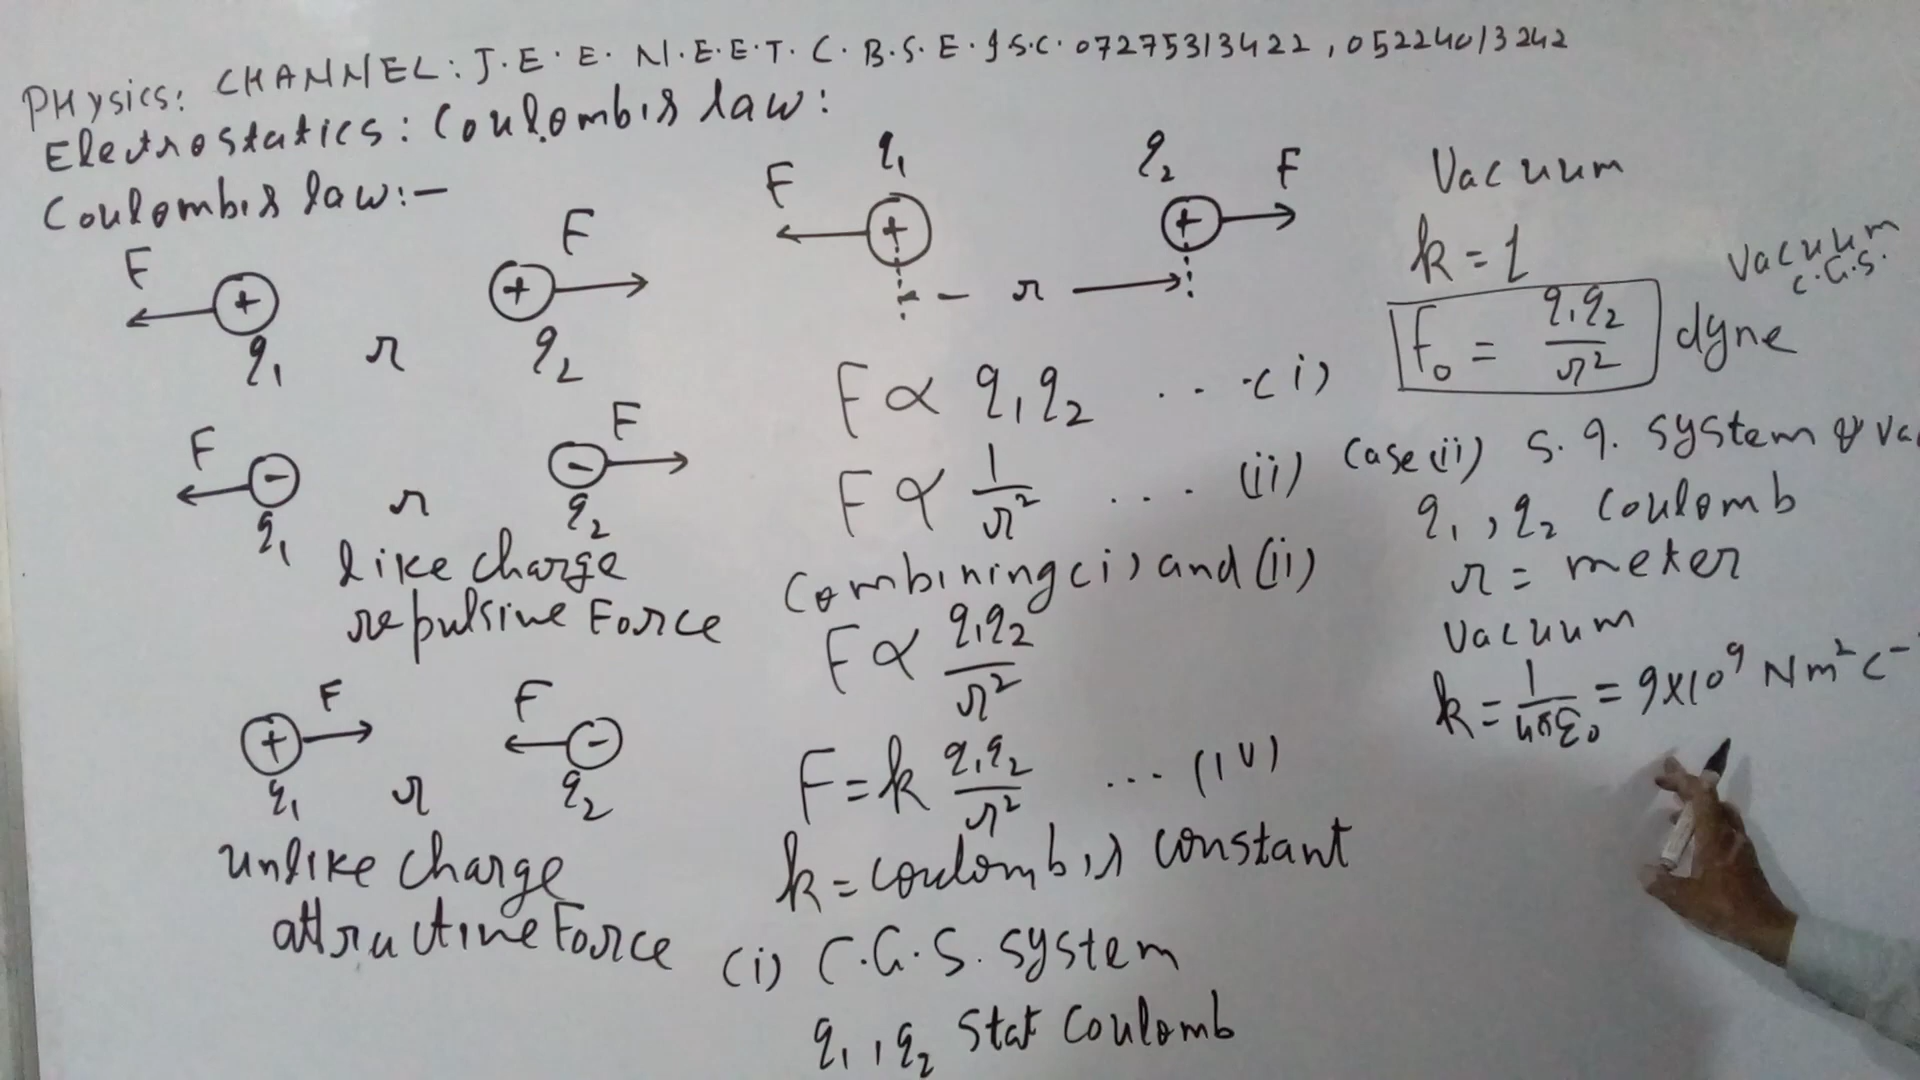 Physics: CHANNEL: J.E.E. N.E.E.T. C.B.S.E. I.S.C. 07275313422, 05224013242
Electrostatics: Coulomb's law:
Coulomb's law:-
F + q₁ r + q₂ F
F - q₁ r - q₂ F
like charge
repulsive Force
+ q₁ F r F - q₂
unlike charge
attractive Force
F q₁ + q₂ + F
r
F ∝ q₁q₂ ...(i)
F ∝ 1/r² .... (ii)
Combining (i) and (ii)
F ∝ q₁q₂/r²
F = k q₁q₂/r² ... (iv)
k = coulomb's constant
(i) C.G.S. system
q₁, q₂ stat Coulomb
Vacuum
k = 1
F₀ = q₁q₂/r² dyne
Vacuum
C.G.S.
Case (ii) S.I. system
q₁, q₂ Coulomb
r = meter
Vacuum
k = 1/4πε₀ = 9×10⁹ Nm²C⁻